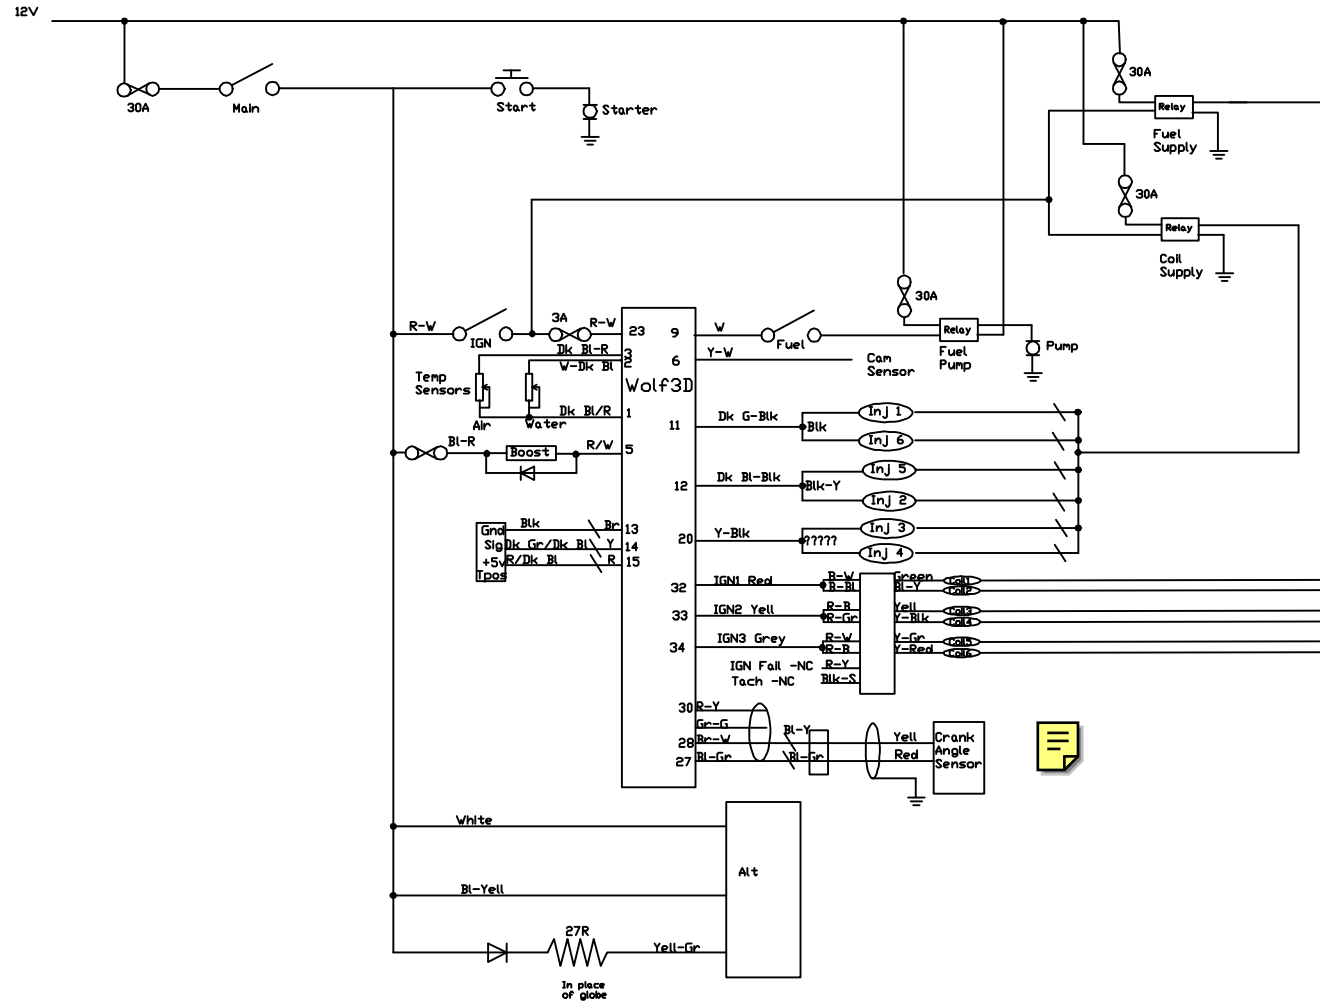 12V
30A
Main
Start
Starter
30A
Relay
Fuel
Supply
30A
Relay
Coil
Supply
30A
Relay
Fuel
Pump
Pump
R-W
IGN
3A
R-W
23
9
W
Fuel
Dk Bl-R
3
W-Dk Bl
2
6
Y-W
Cam
Sensor
Temp
Sensors
Wolf3D
Air
Water
Dk Bl/R
1
11
Dk G-Blk
Blk
Inj 1
Inj 6
Bl-R
Boost
R/W
5
12
Dk Bl-Blk
Blk-Y
Inj 5
Inj 2
Gnd
Blk
Br
13
Sig
Dk Gr/Dk Bl
Y
14
+5v
R/Dk Bl
R
15
Tpos
20
Y-Blk
?????
Inj 3
Inj 4
32
IGN1 Red
B-W
B-Bl
Green
Bl-Y
Coil1
Coil2
33
IGN2 Yell
R-B
R-Gr
Yell
Y-Blk
Coil3
Coil4
34
IGN3 Grey
R-W
R-B
Y-Gr
Y-Red
Coil5
Coil6
IGN Fail -NC
R-Y
Tach -NC
Blk-S
30
R-Y
Gr-G
28
Br-W
Bl-Y
Yell
27
Bl-Gr
Bl-Gr
Red
Crank
Angle
Sensor
White
Alt
Bl-Yell
27R
Yell-Gr
In place
of globe